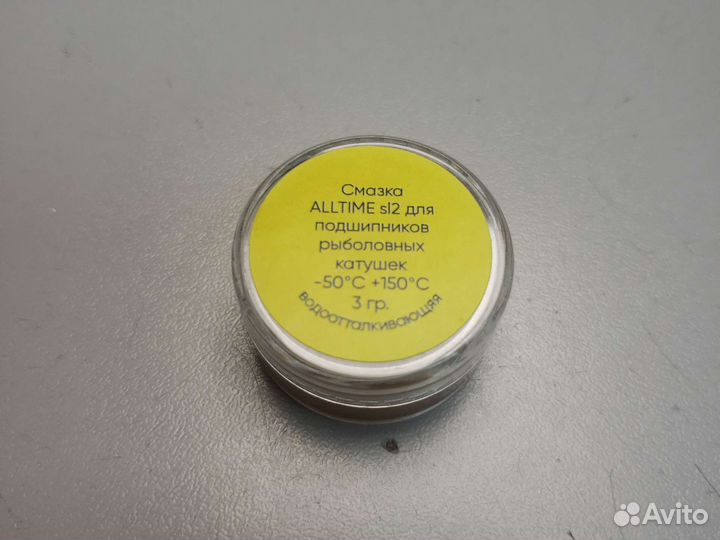 Смазка
ALLTIME sl2 для
подшипников
рыболовных
катушек
-50°C +150°C
3 гр.
водоотталкивающяя
Avito